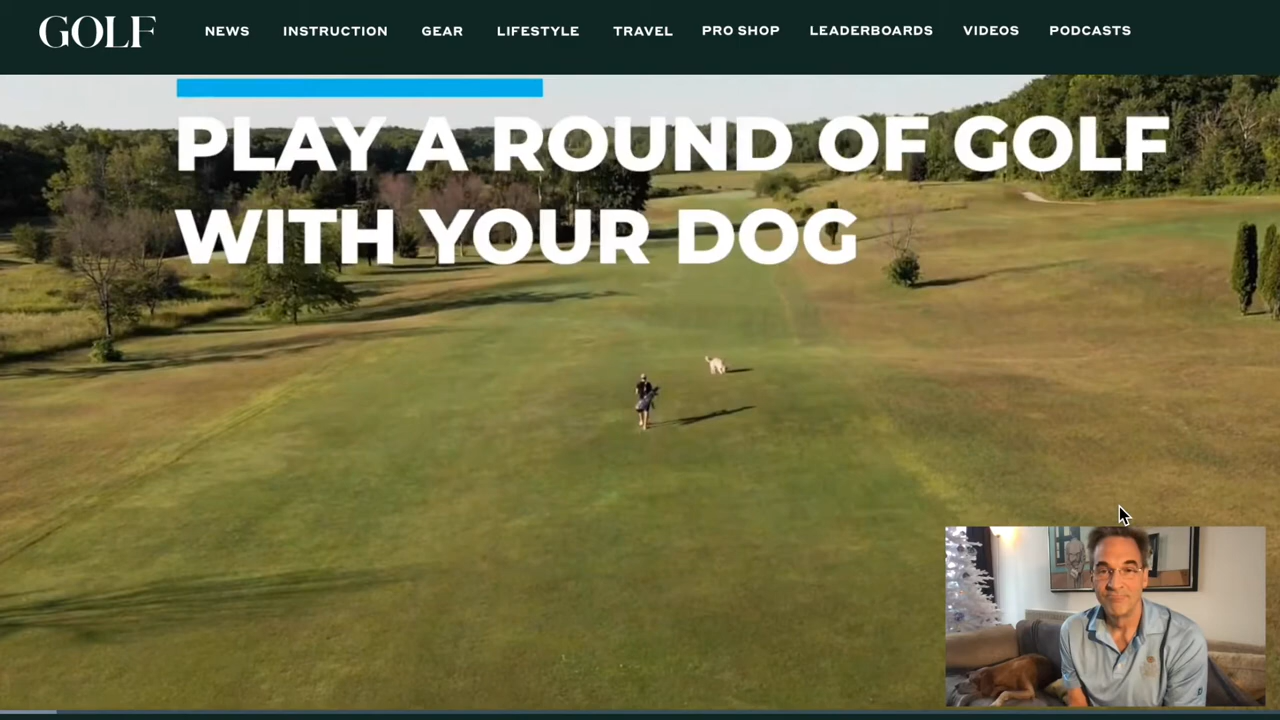 GOLF
NEWS INSTRUCTION GEAR LIFESTYLE TRAVEL PRO SHOP LEADERBOARDS VIDEOS PODCASTS
PLAY A ROUND OF GOLF
WITH YOUR DOG